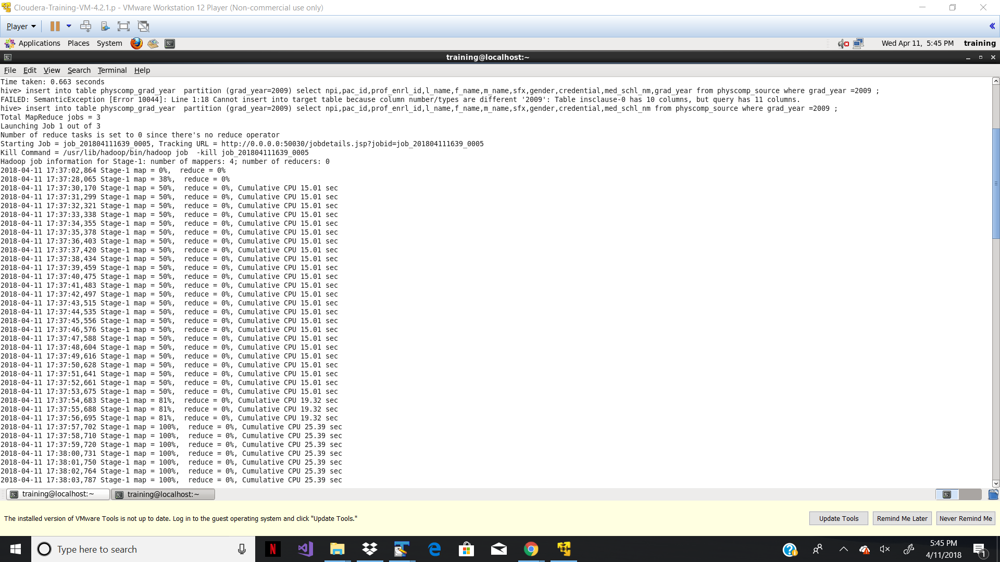 Cloudera-Training-VM-4.2.1.p - VMware Workstation 12 Player (Non-commercial use only)
Player
Applications Places System Wed Apr 11, 5:45 PM training
training@localhost:~
File Edit View Search Terminal Help
Time taken: 0.663 seconds
hive> insert into table physcomp_grad_year  partition (grad_year=2009) select npi,pac_id,prof_enrl_id,l_name,f_name,m_name,sfx,gender,credential,med_schl_nm,grad_year from physcomp_source where grad_year =2009 ;
FAILED: SemanticException [Error 10044]: Line 1:18 Cannot insert into target table because column number/types are different '2009': Table insclause-0 has 10 columns, but query has 11 columns.
hive> insert into table physcomp_grad_year  partition (grad_year=2009) select npi,pac_id,prof_enrl_id,l_name,f_name,m_name,sfx,gender,credential,med_schl_nm from physcomp_source where grad_year =2009 ;
Total MapReduce jobs = 3
Launching Job 1 out of 3
Number of reduce tasks is set to 0 since there's no reduce operator
Starting Job = job_201804111639_0005, Tracking URL = http://0.0.0.0:50030/jobdetails.jsp?jobid=job_201804111639_0005
Kill Command = /usr/lib/hadoop/bin/hadoop job  -kill job_201804111639_0005
Hadoop job information for Stage-1: number of mappers: 4; number of reducers: 0
2018-04-11 17:37:02,864 Stage-1 map = 0%,  reduce = 0%
2018-04-11 17:37:28,065 Stage-1 map = 38%,  reduce = 0%
2018-04-11 17:37:30,170 Stage-1 map = 50%,  reduce = 0%, Cumulative CPU 15.01 sec
2018-04-11 17:37:31,299 Stage-1 map = 50%,  reduce = 0%, Cumulative CPU 15.01 sec
2018-04-11 17:37:32,321 Stage-1 map = 50%,  reduce = 0%, Cumulative CPU 15.01 sec
2018-04-11 17:37:33,338 Stage-1 map = 50%,  reduce = 0%, Cumulative CPU 15.01 sec
2018-04-11 17:37:34,355 Stage-1 map = 50%,  reduce = 0%, Cumulative CPU 15.01 sec
2018-04-11 17:37:35,378 Stage-1 map = 50%,  reduce = 0%, Cumulative CPU 15.01 sec
2018-04-11 17:37:36,403 Stage-1 map = 50%,  reduce = 0%, Cumulative CPU 15.01 sec
2018-04-11 17:37:37,420 Stage-1 map = 50%,  reduce = 0%, Cumulative CPU 15.01 sec
2018-04-11 17:37:38,434 Stage-1 map = 50%,  reduce = 0%, Cumulative CPU 15.01 sec
2018-04-11 17:37:39,459 Stage-1 map = 50%,  reduce = 0%, Cumulative CPU 15.01 sec
2018-04-11 17:37:40,475 Stage-1 map = 50%,  reduce = 0%, Cumulative CPU 15.01 sec
2018-04-11 17:37:41,483 Stage-1 map = 50%,  reduce = 0%, Cumulative CPU 15.01 sec
2018-04-11 17:37:42,497 Stage-1 map = 50%,  reduce = 0%, Cumulative CPU 15.01 sec
2018-04-11 17:37:43,515 Stage-1 map = 50%,  reduce = 0%, Cumulative CPU 15.01 sec
2018-04-11 17:37:44,535 Stage-1 map = 50%,  reduce = 0%, Cumulative CPU 15.01 sec
2018-04-11 17:37:45,556 Stage-1 map = 50%,  reduce = 0%, Cumulative CPU 15.01 sec
2018-04-11 17:37:46,576 Stage-1 map = 50%,  reduce = 0%, Cumulative CPU 15.01 sec
2018-04-11 17:37:47,588 Stage-1 map = 50%,  reduce = 0%, Cumulative CPU 15.01 sec
2018-04-11 17:37:48,604 Stage-1 map = 50%,  reduce = 0%, Cumulative CPU 15.01 sec
2018-04-11 17:37:49,616 Stage-1 map = 50%,  reduce = 0%, Cumulative CPU 15.01 sec
2018-04-11 17:37:50,628 Stage-1 map = 50%,  reduce = 0%, Cumulative CPU 15.01 sec
2018-04-11 17:37:51,641 Stage-1 map = 50%,  reduce = 0%, Cumulative CPU 15.01 sec
2018-04-11 17:37:52,661 Stage-1 map = 50%,  reduce = 0%, Cumulative CPU 15.01 sec
2018-04-11 17:37:53,675 Stage-1 map = 50%,  reduce = 0%, Cumulative CPU 15.01 sec
2018-04-11 17:37:54,683 Stage-1 map = 81%,  reduce = 0%, Cumulative CPU 19.32 sec
2018-04-11 17:37:55,688 Stage-1 map = 81%,  reduce = 0%, Cumulative CPU 19.32 sec
2018-04-11 17:37:56,695 Stage-1 map = 81%,  reduce = 0%, Cumulative CPU 19.32 sec
2018-04-11 17:37:57,702 Stage-1 map = 100%,  reduce = 0%, Cumulative CPU 25.39 sec
2018-04-11 17:37:58,710 Stage-1 map = 100%,  reduce = 0%, Cumulative CPU 25.39 sec
2018-04-11 17:37:59,720 Stage-1 map = 100%,  reduce = 0%, Cumulative CPU 25.39 sec
2018-04-11 17:38:00,731 Stage-1 map = 100%,  reduce = 0%, Cumulative CPU 25.39 sec
2018-04-11 17:38:01,750 Stage-1 map = 100%,  reduce = 0%, Cumulative CPU 25.39 sec
2018-04-11 17:38:02,764 Stage-1 map = 100%,  reduce = 0%, Cumulative CPU 25.39 sec
2018-04-11 17:38:03,787 Stage-1 map = 100%,  reduce = 0%, Cumulative CPU 25.39 sec
training@localhost:~ training@localhost:~
The installed version of VMware Tools is not up to date. Log in to the guest operating system and click "Update Tools." Update Tools Remind Me Later Never Remind Me
Type here to search
5:45 PM
4/11/2018
1